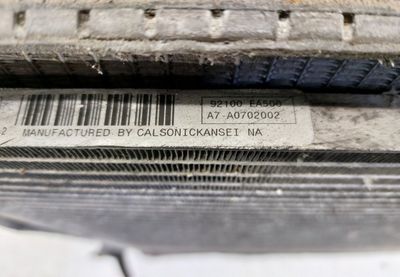 92100 EA500
A7-A0702002
MANUFACTURED BY CALSONICKANSEI NA